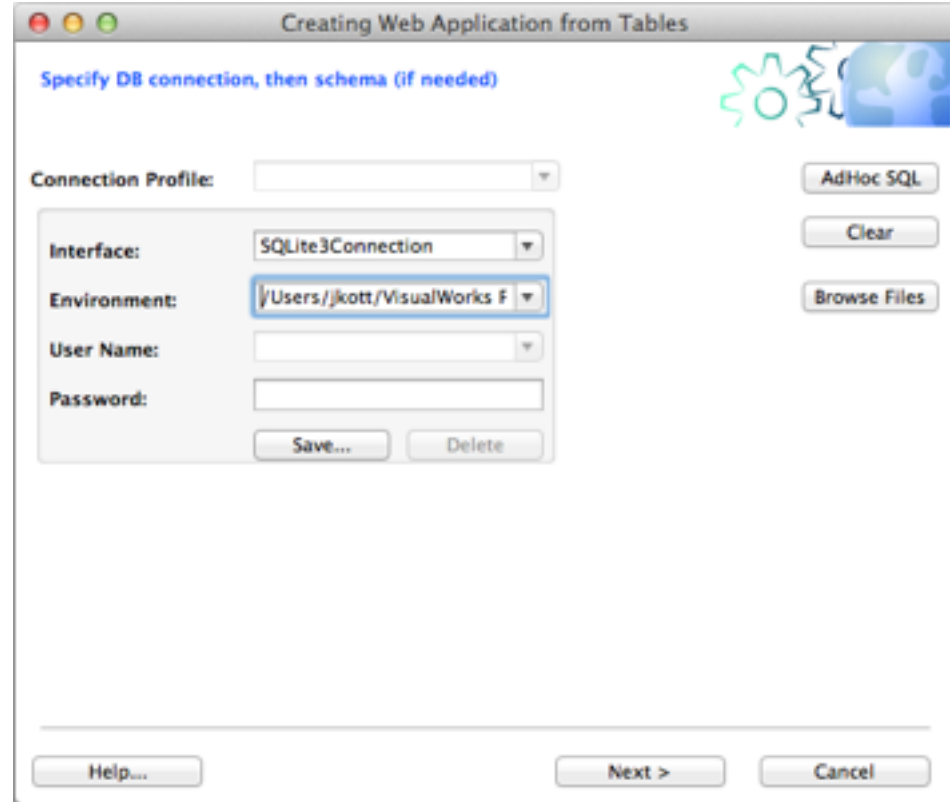 Creating Web Application from Tables
Specify DB connection, then schema (if needed)
Connection Profile:
AdHoc SQL
Interface:
SQLite3Connection
Clear
Environment:
/Users/jkott/VisualWorks F
Browse Files
User Name:
Password:
Save...
Delete
Help...
Next >
Cancel